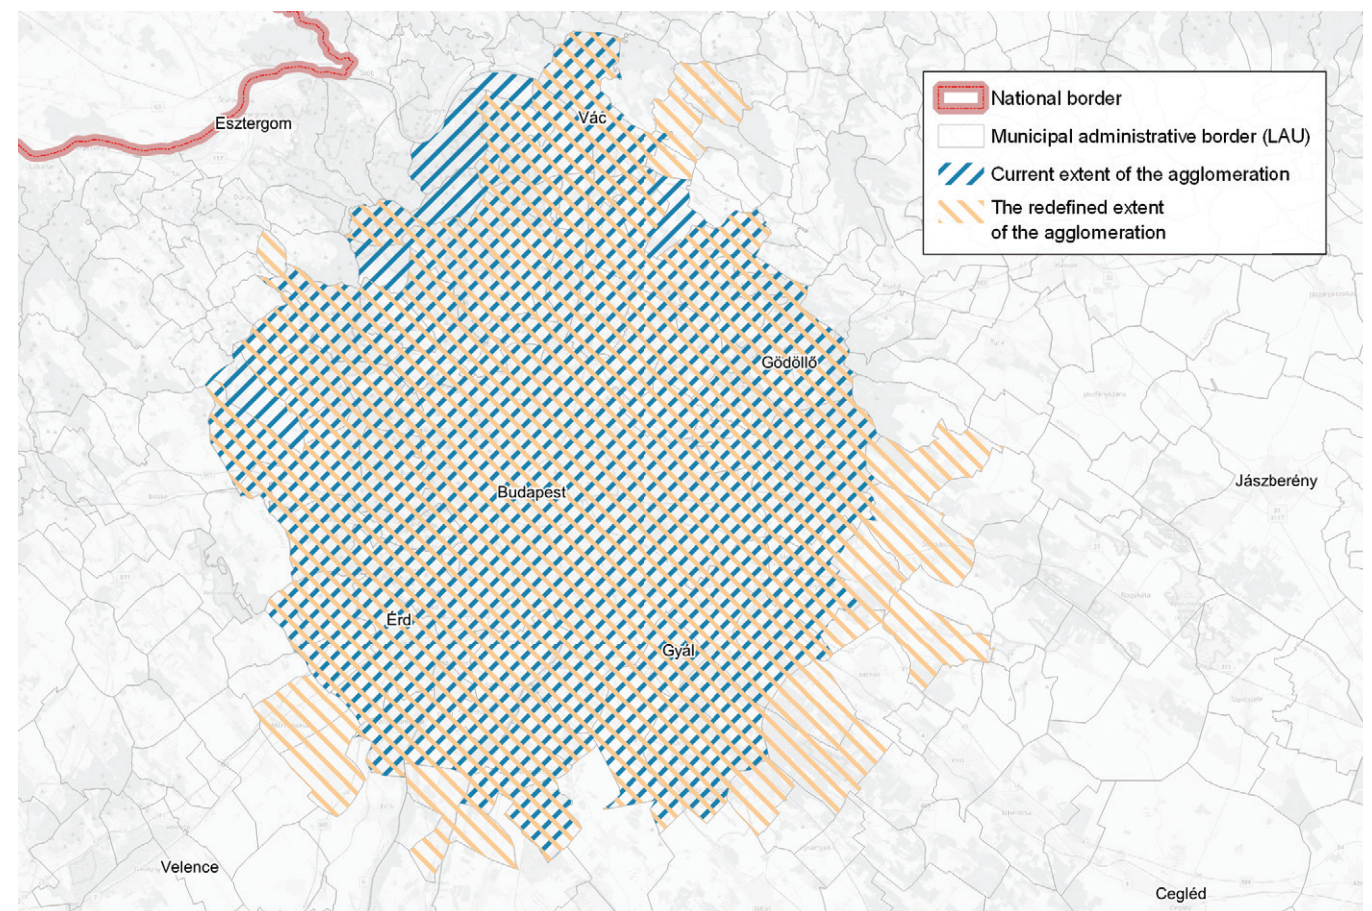 National border
Esztergom
Vác
Municipal administrative border (LAU)
Current extent of the agglomeration
The redefined extent
of the agglomeration
Gödöllő
Jászberény
Budapest
Érd
Gyál
Velence
Cegléd